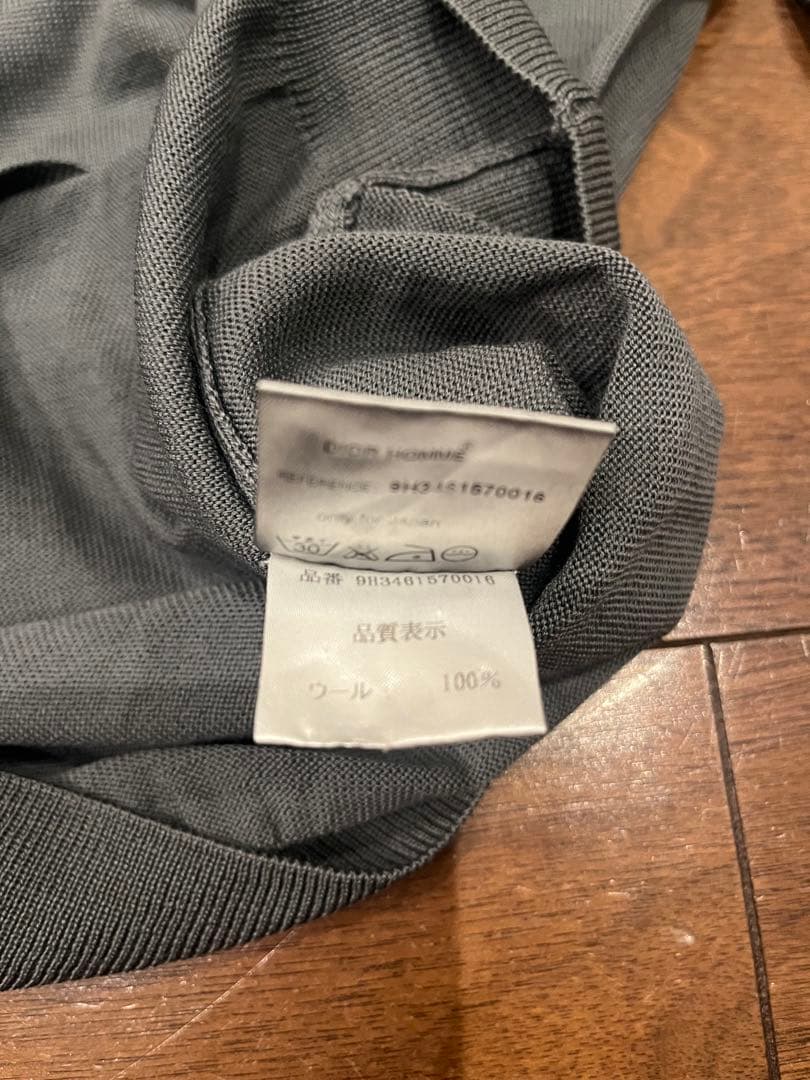 DIOR HOMME
REFERENCE: 9H3461570016
only for Japan
30
品番 9H3461570016
品質表示
ウール 100%